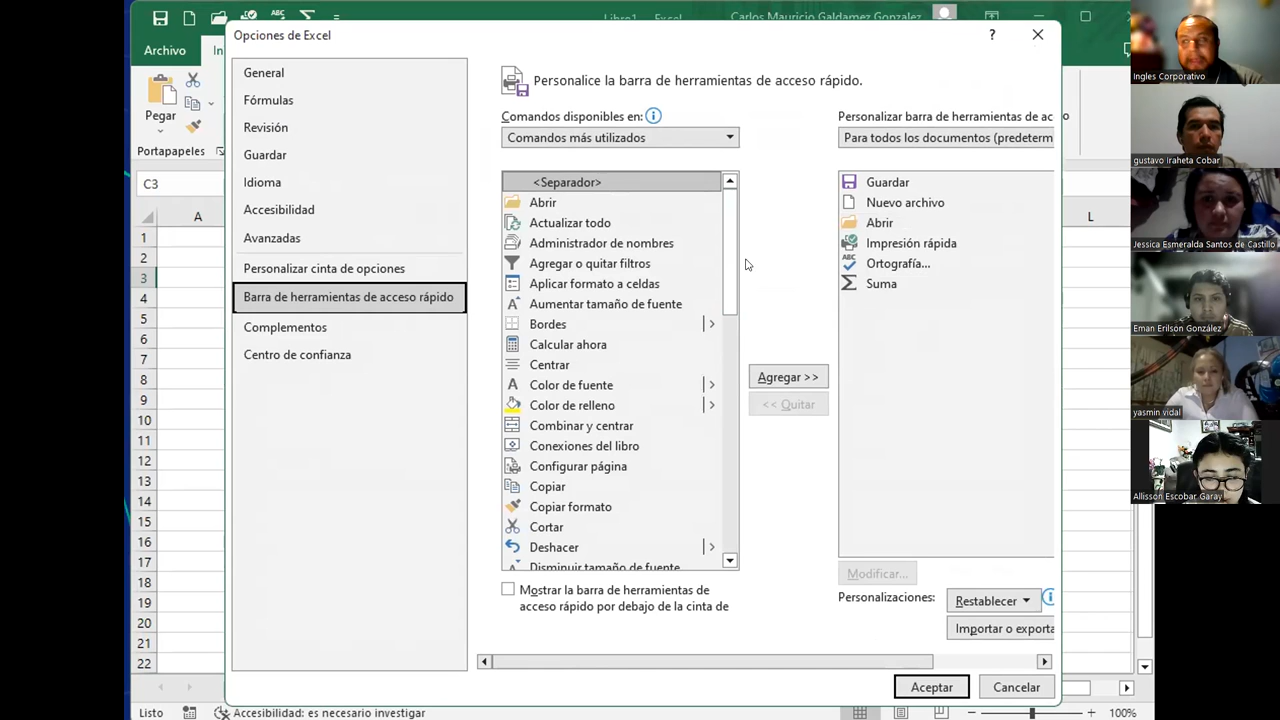 Libro1 - Excel
Carlos Mauricio Galdamez Gonzalez
Archivo
In
Pegar
Portapapeles
C3
A
L
1
2
3
4
5
6
7
8
9
10
11
12
13
14
15
16
17
18
19
20
21
22
Opciones de Excel
General
Fórmulas
Revisión
Guardar
Idioma
Accesibilidad
Avanzadas
Personalizar cinta de opciones
Barra de herramientas de acceso rápido
Complementos
Centro de confianza
Personalice la barra de herramientas de acceso rápido.
Comandos disponibles en:
Comandos más utilizados
<Separador>
Abrir
Actualizar todo
Administrador de nombres
Agregar o quitar filtros
Aplicar formato a celdas
Aumentar tamaño de fuente
Bordes
Calcular ahora
Centrar
Color de fuente
Color de relleno
Combinar y centrar
Conexiones del libro
Configurar página
Copiar
Copiar formato
Cortar
Deshacer
Disminuir tamaño de fuente
Mostrar la barra de herramientas de
acceso rápido por debajo de la cinta de
Agregar >>
<< Quitar
Personalizar barra de herramientas de ac
Para todos los documentos (predeterm
Guardar
Nuevo archivo
Abrir
Impresión rápida
Ortografía...
Suma
Modificar...
Personalizaciones:
Restablecer
Importar o exporta
Aceptar
Cancelar
Listo
Accesibilidad: es necesario investigar
100%
Ingles Corporativo
gustavo iraheta Cobar
Jessica Esmeralda Santos de Castillo
Eman Erilson González
yasmin vidal
Allisson Escobar Garay